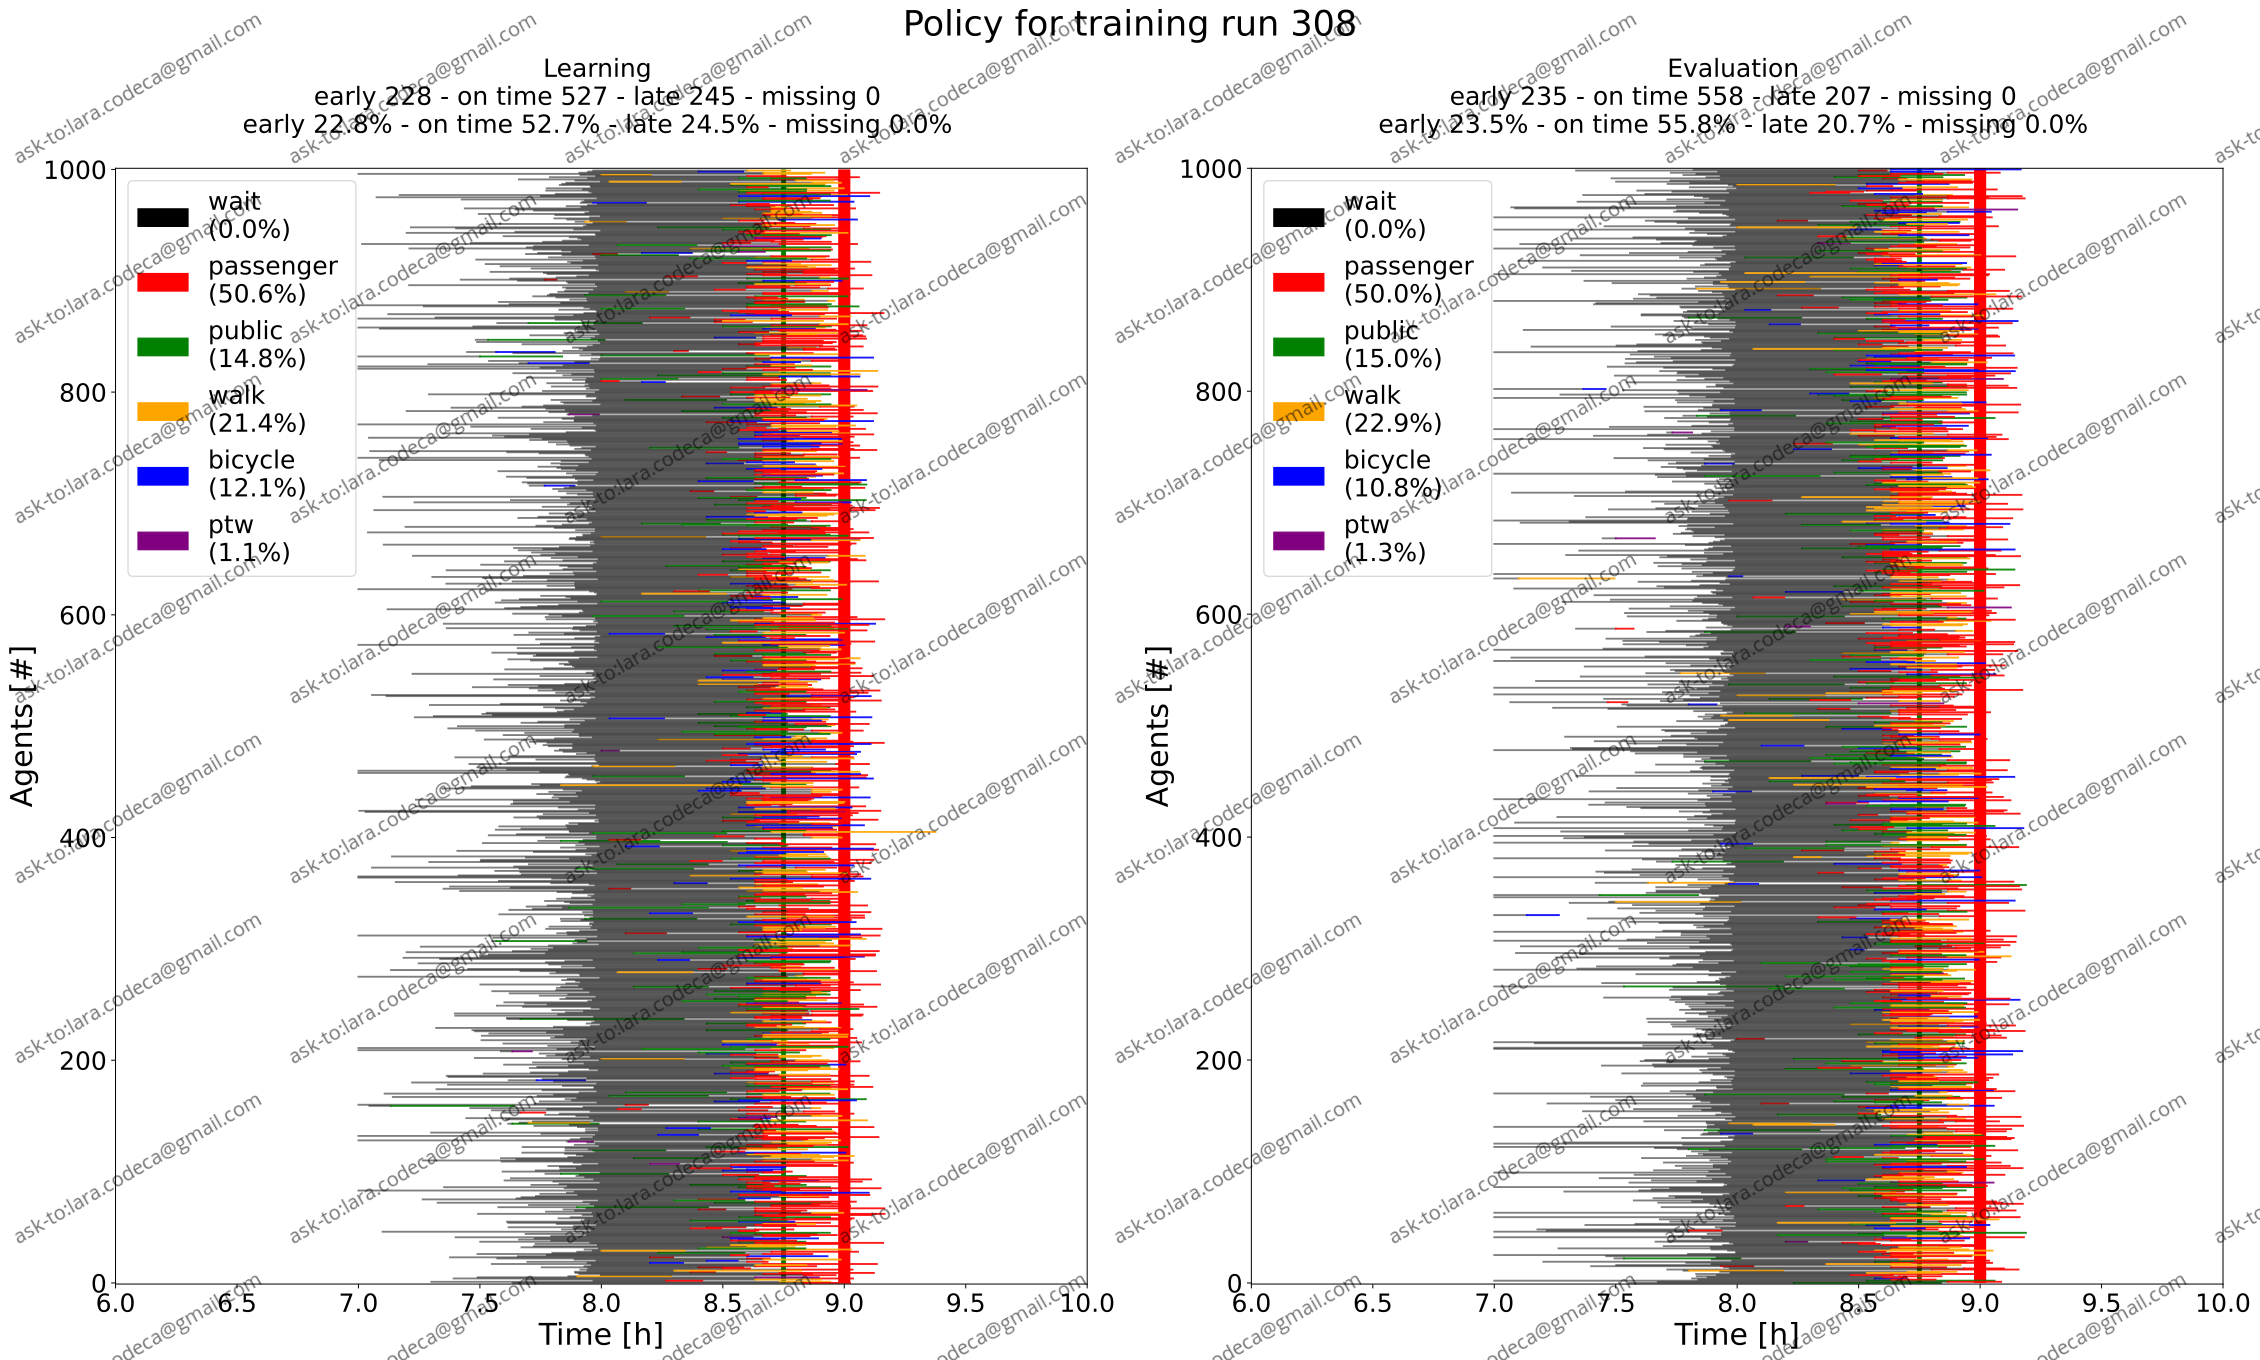 Policy for training run 308
Learning
early 228 - on time 527 - late 245 - missing 0
early 22.8% - on time 52.7% - late 24.5% - missing 0.0%
Evaluation
early 235 - on time 558 - late 207 - missing 0
early 23.5% - on time 55.8% - late 20.7% - missing 0.0%
wait
(0.0%)
passenger
(50.6%)
public
(14.8%)
walk
(21.4%)
bicycle
(12.1%)
ptw
(1.1%)
Agents [#]
1000
800
600
400
200
0
6.0 6.5 7.0 7.5 8.0 8.5 9.0 9.5 10.0
Time [h]
wait
(0.0%)
passenger
(50.0%)
public
(15.0%)
walk
(22.9%)
bicycle
(10.8%)
ptw
(1.3%)
Agents [#]
1000
800
600
400
200
0
6.0 6.5 7.0 7.5 8.0 8.5 9.0 9.5 10.0
Time [h]
ask-to:lara.codeca@gmail.com